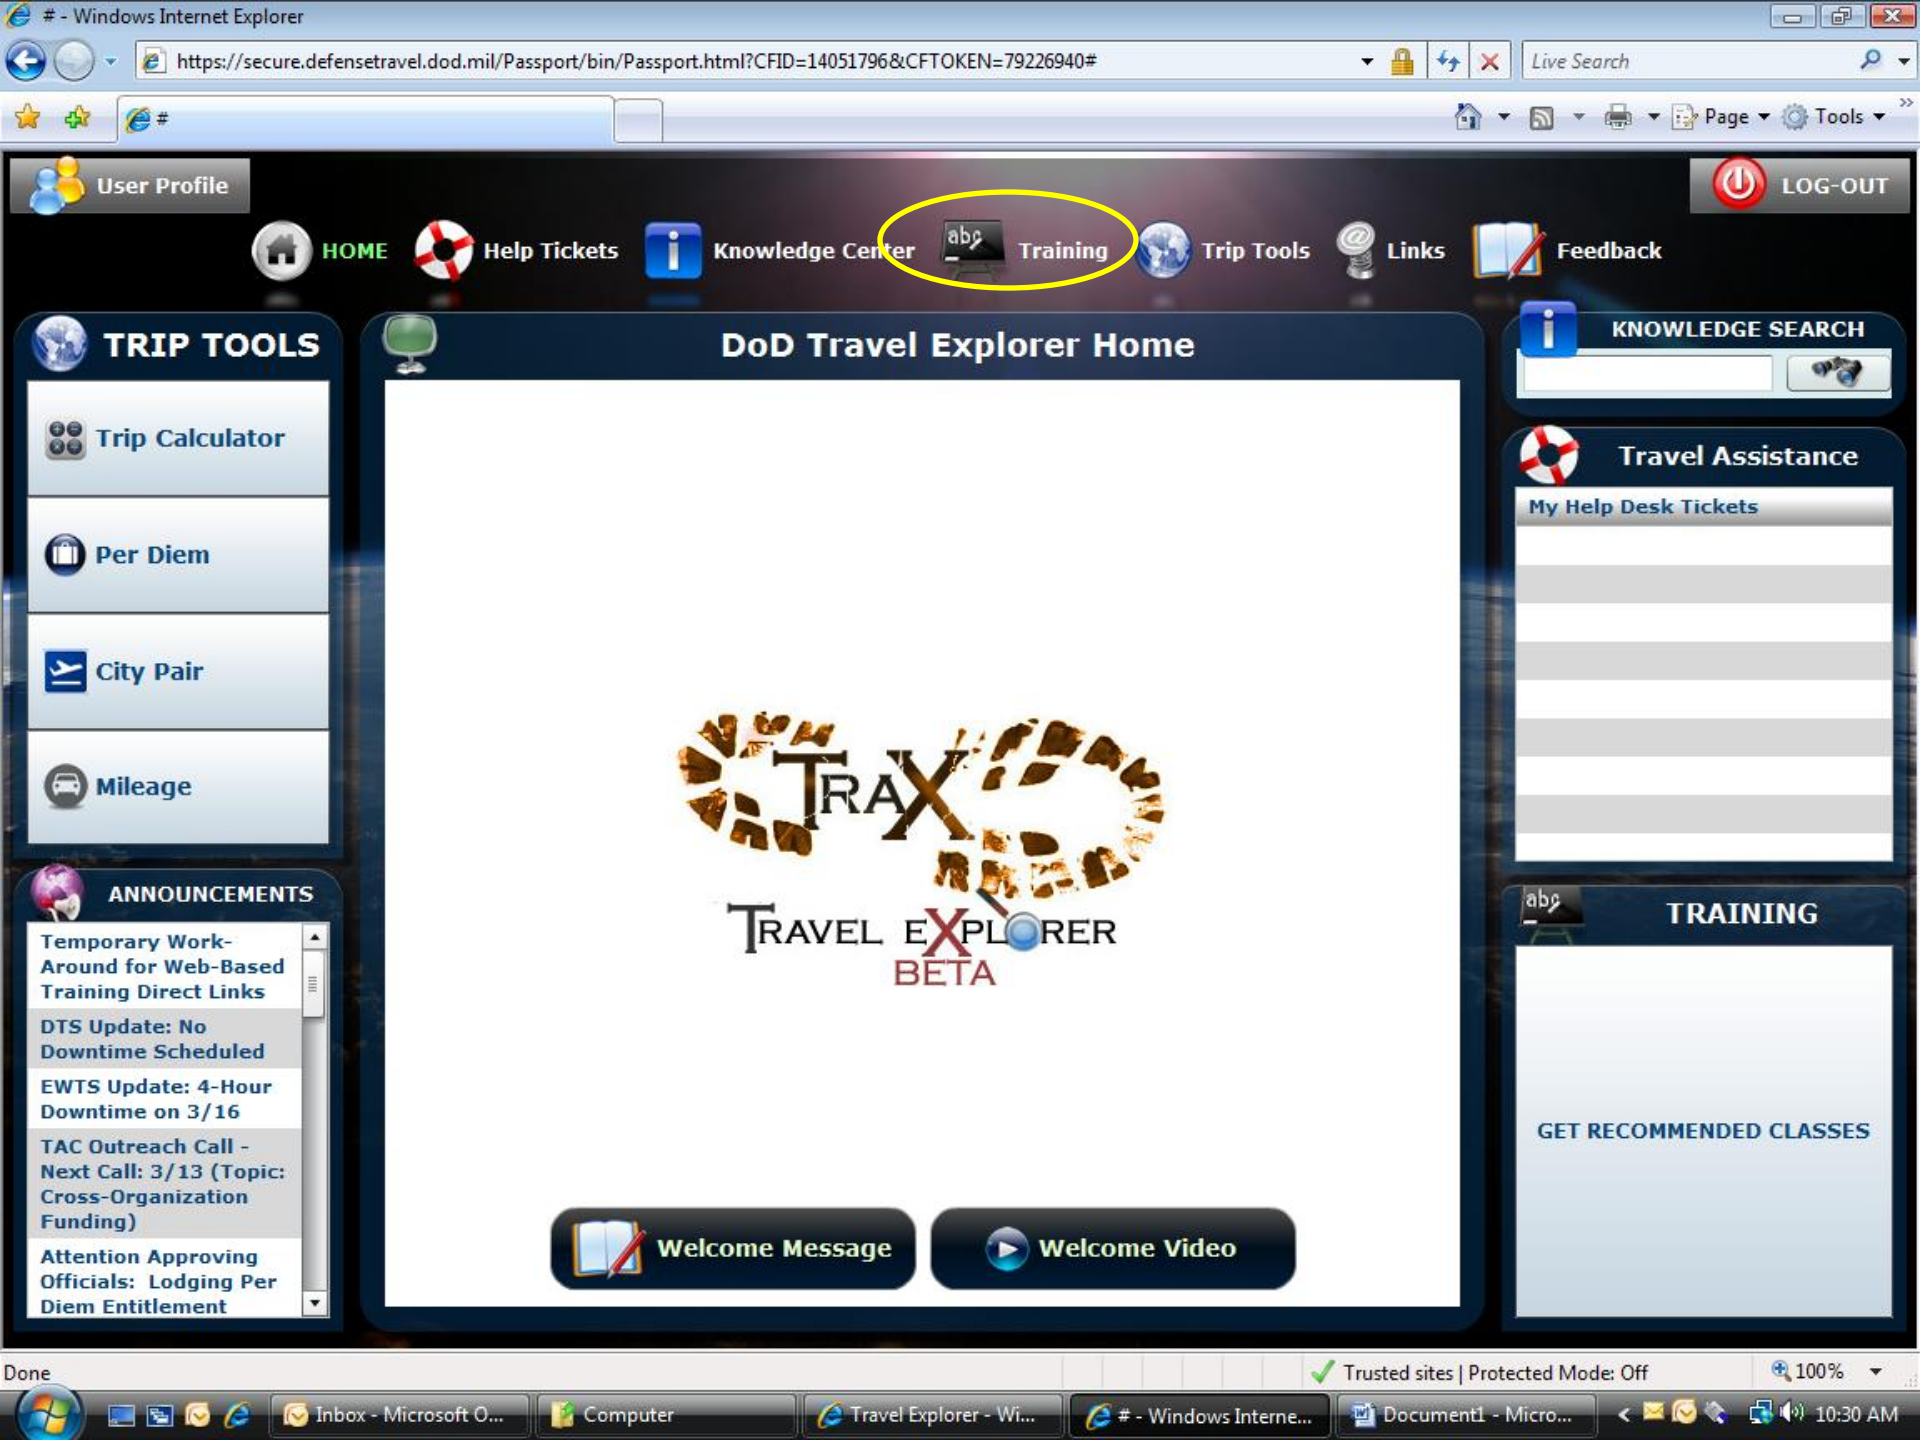 # - Windows Internet Explorer
https://secure.defensetravel.dod.mil/Passport/bin/Passport.html?CFID=14051796&CFTOKEN=79226940#
Live Search
#
Page
Tools
User Profile
LOG-OUT
HOME
Help Tickets
Knowledge Center
abc
Training
Trip Tools
Links
Feedback
TRIP TOOLS
Trip Calculator
Per Diem
City Pair
Mileage
ANNOUNCEMENTS
Temporary Work-
Around for Web-Based
Training Direct Links
DTS Update: No
Downtime Scheduled
EWTS Update: 4-Hour
Downtime on 3/16
TAC Outreach Call -
Next Call: 3/13 (Topic:
Cross-Organization
Funding)
Attention Approving
Officials: Lodging Per
Diem Entitlement
DoD Travel Explorer Home
TRAX
TRAVEL EXPLORER
BETA
Welcome Message
Welcome Video
KNOWLEDGE SEARCH
Travel Assistance
My Help Desk Tickets
abc
TRAINING
GET RECOMMENDED CLASSES
Done
Trusted sites | Protected Mode: Off
100%
Inbox - Microsoft O...
Computer
Travel Explorer - Wi...
# - Windows Interne...
Document1 - Micro...
10:30 AM